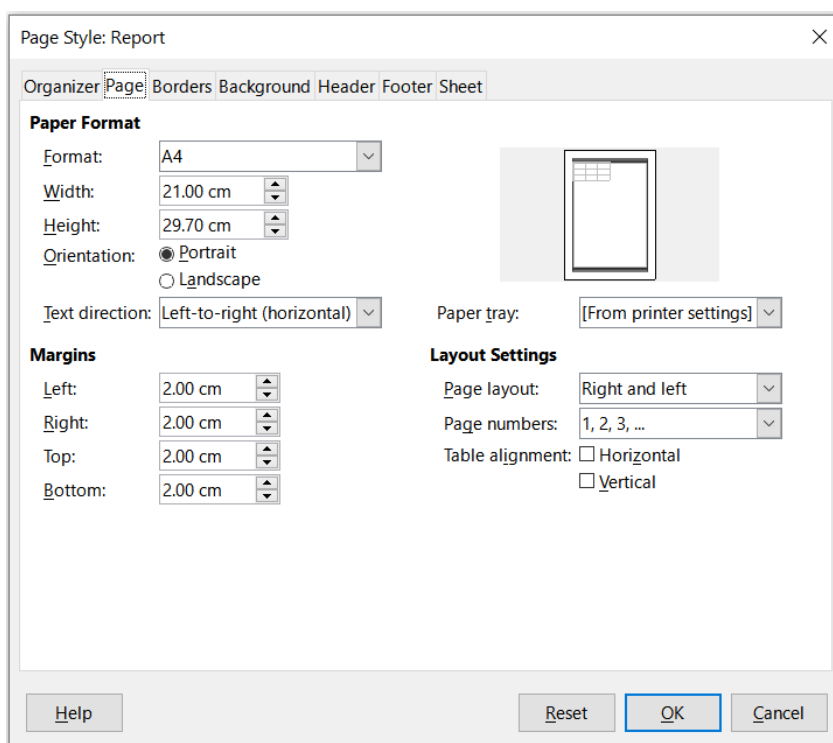 Page Style: Report
Organizer Page Borders Background Header Footer Sheet
Paper Format
Format: A4
Width: 21.00 cm
Height: 29.70 cm
Orientation: Portrait
Landscape
Text direction: Left-to-right (horizontal) Paper tray: [From printer settings]
Margins Layout Settings
Left: 2.00 cm Page layout: Right and left
Right: 2.00 cm Page numbers: 1, 2, 3, ...
Top: 2.00 cm Table alignment: Horizontal
Bottom: 2.00 cm Vertical
Help Reset OK Cancel